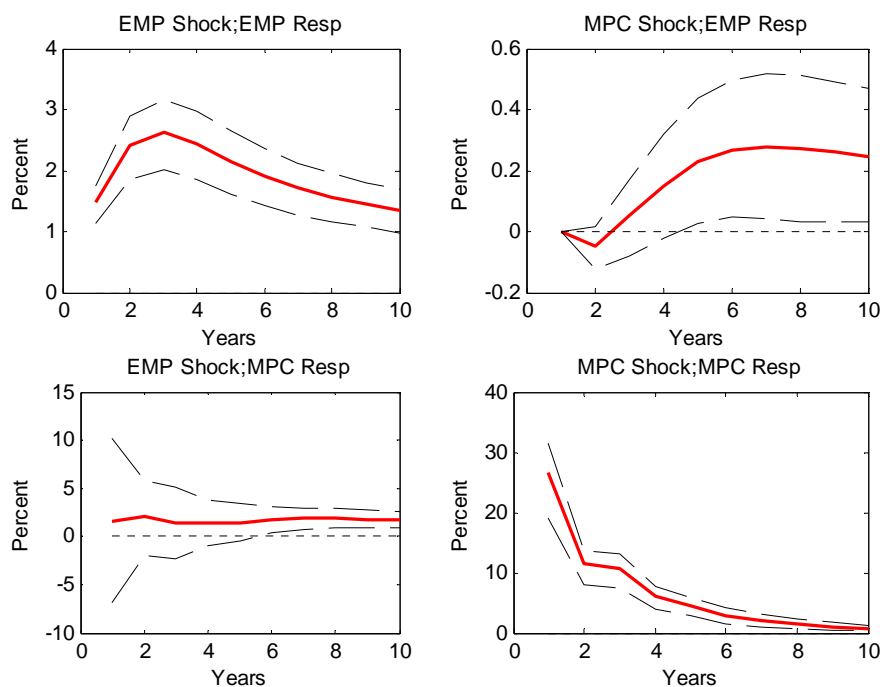 EMP Shock;EMP Resp
4
3
2
1
0
Percent
0 2 4 6 8 10
Years
MPC Shock;EMP Resp
0.6
0.4
0.2
0
-0.2
Percent
0 2 4 6 8 10
Years
EMP Shock;MPC Resp
15
10
5
0
-5
-10
Percent
0 2 4 6 8 10
Years
MPC Shock;MPC Resp
40
30
20
10
0
Percent
0 2 4 6 8 10
Years